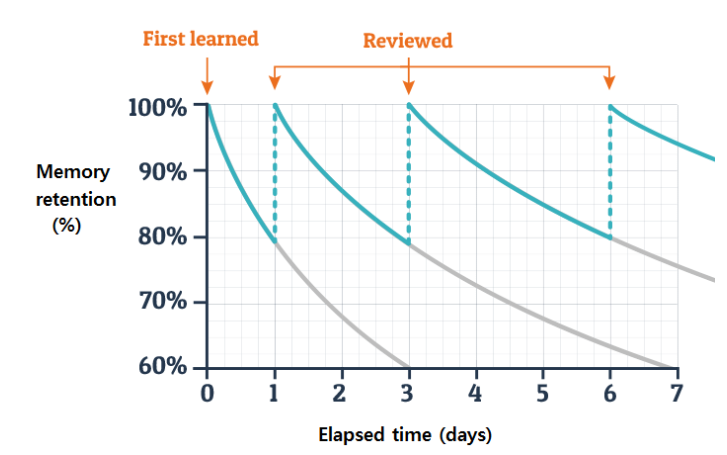 First learned
Reviewed
100%
90%
80%
70%
60%
Memory
retention
(%)
0 1 2 3 4 5 6 7
Elapsed time (days)